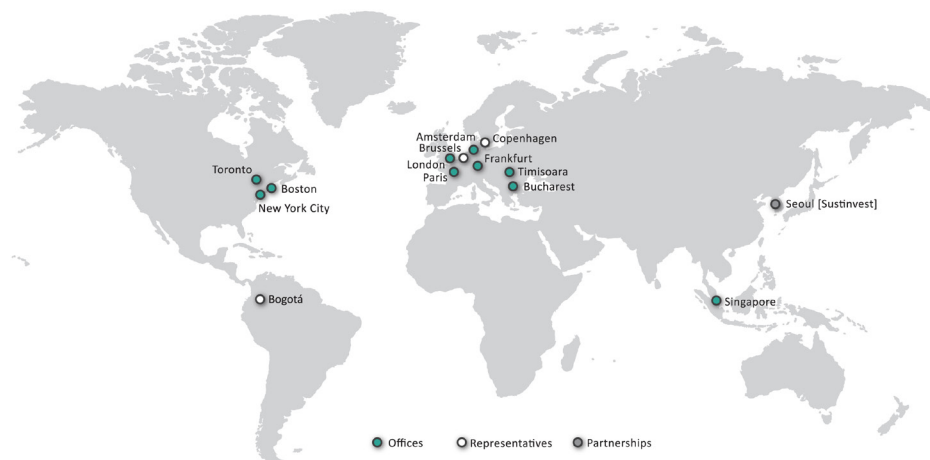 Amsterdam
Copenhagen
Brussels
London
Frankfurt
Paris
Timisoara
Bucharest
Toronto
Boston
New York City
Seoul [Sustinvest]
Bogotá
Singapore
Offices
Representatives
Partnerships